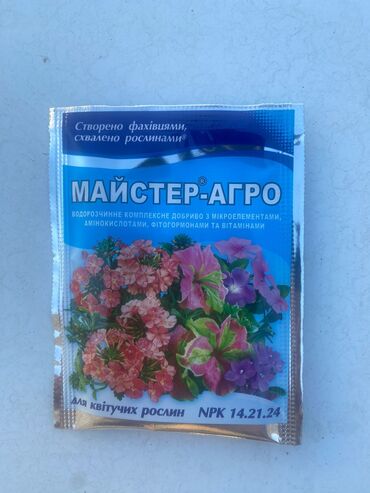 Створено фахівцями,
схвалено рослинами®
МАЙСТЕР®-АГРО
ВОДОРОЗЧИННЕ КОМПЛЕКСНЕ ДОБРИВО З МІКРОЕЛЕМЕНТАМИ,
АМІНОКИСЛОТАМИ, ФІТОГОРМОНАМИ ТА ВІТАМІНАМИ
для квітучих рослин NPK 14.21.24